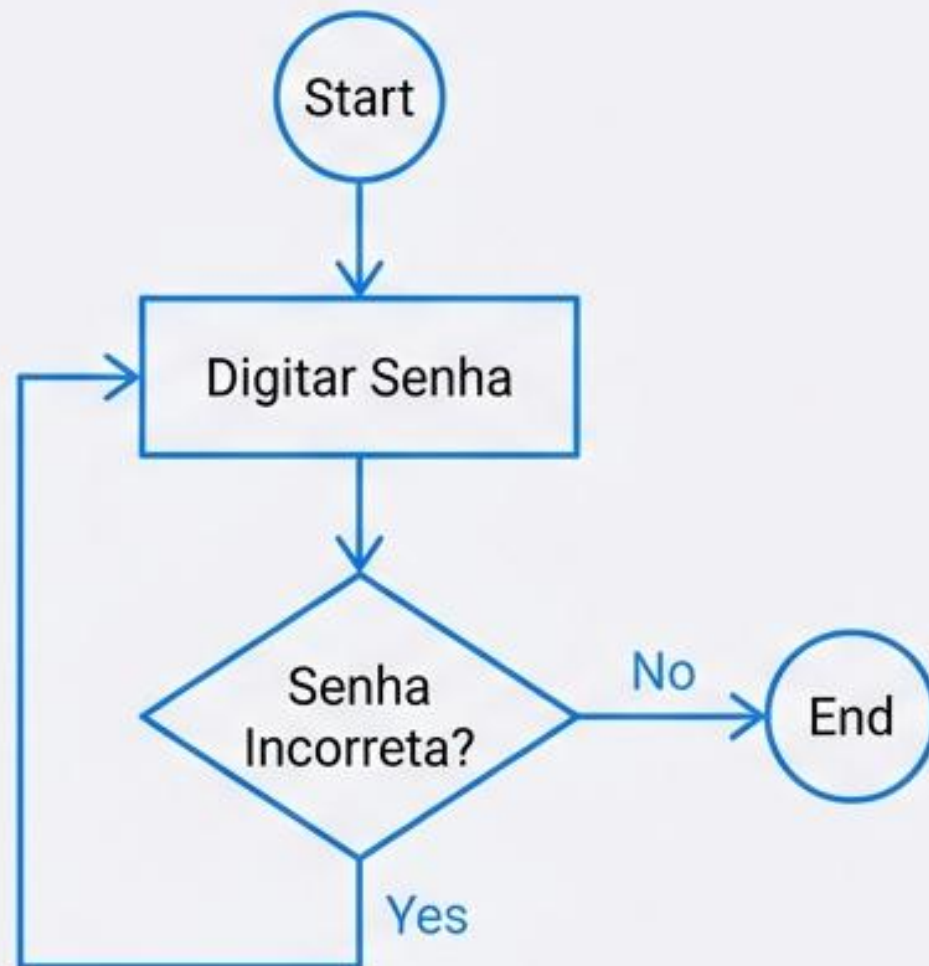 Start
Digitar Senha
Senha
Incorreta?
No
End
Yes